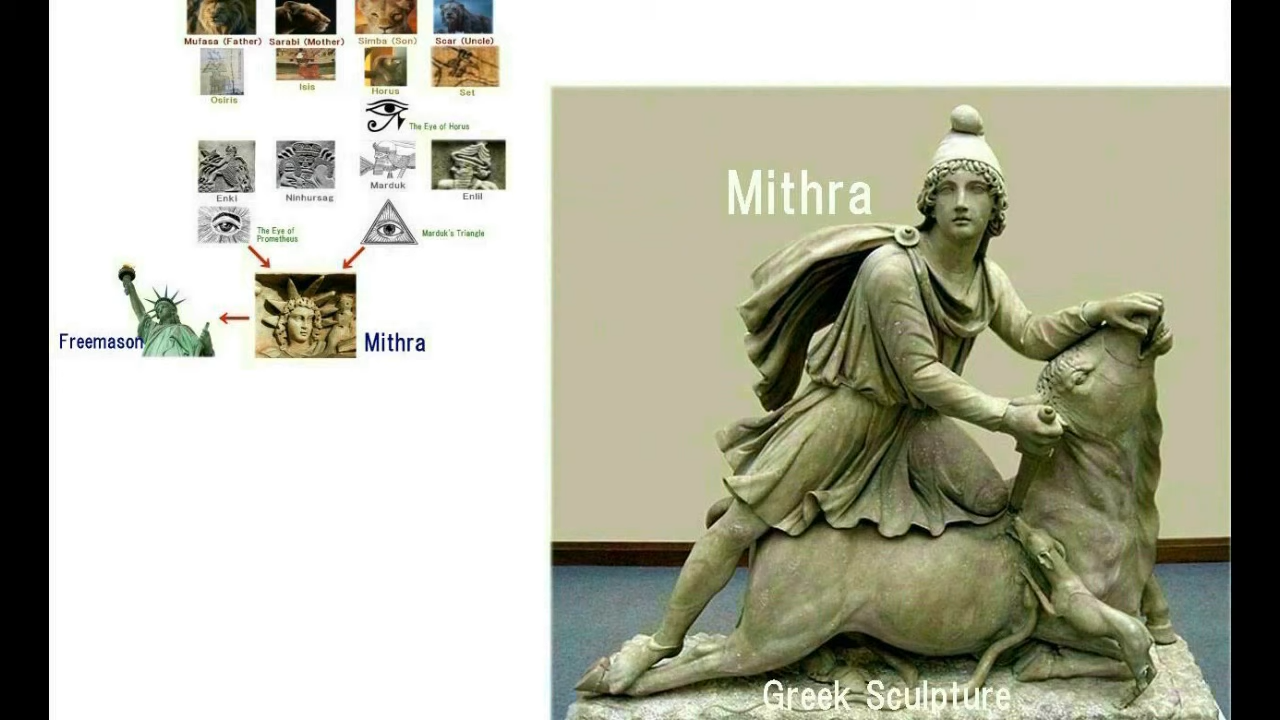 Mufasa (Father) Sarabi (Mother) Simba (Son) Scar (Uncle)
Osiris Isis Horus Set
The Eye of Horus
Enki Ninhursag Marduk Enlil
The Eye of
Prometheus
Marduk's Triangle
Freemason
Mithra
Mithra
Greek Sculpture